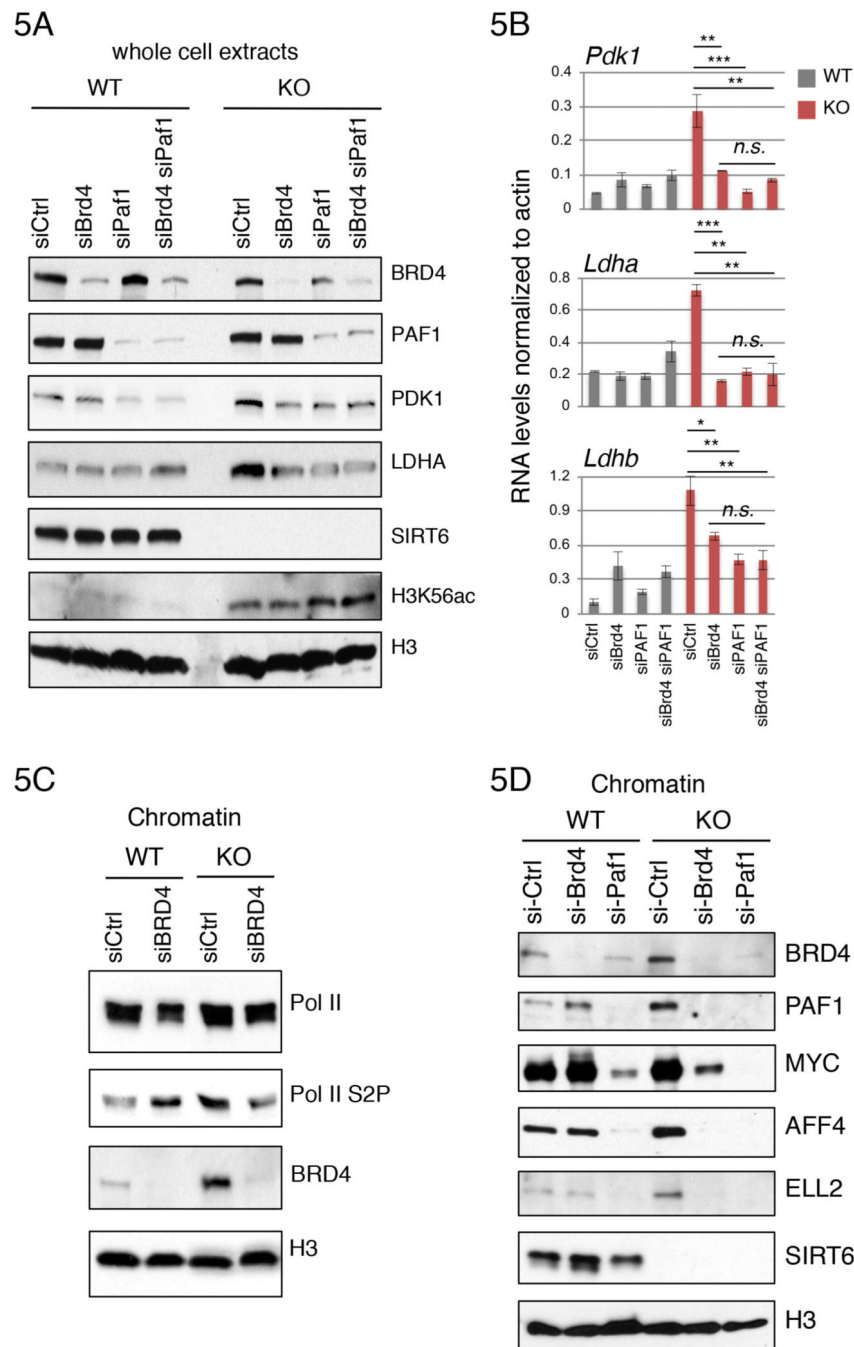 5A
whole cell extracts
WT KO
siCtrl siBrd4 siPaf1 siBrd4 siPaf1 siCtrl siBrd4 siPaf1 siBrd4 siPaf1
BRD4
PAF1
PDK1
LDHA
SIRT6
H3K56ac
H3
5B
WT
KO
RNA levels normalized to actin
Pdk1
**
***
**
n.s.
0.4
0.3
0.2
0.1
0
Ldha
***
**
**
n.s.
0.8
0.6
0.4
0.2
0
Ldhb
*
**
**
n.s.
1.2
0.9
0.6
0.3
0
siCtrl siBrd4 siPAF1 siBrd4 siPAF1 siCtrl siBrd4 siPAF1 siBrd4 siPAF1
5C
Chromatin
WT KO
siCtrl siBRD4 siCtrl siBRD4
Pol II
Pol II S2P
BRD4
H3
5D
Chromatin
WT KO
si-Ctrl si-Brd4 si-Paf1 si-Ctrl si-Brd4 si-Paf1
BRD4
PAF1
MYC
AFF4
ELL2
SIRT6
H3